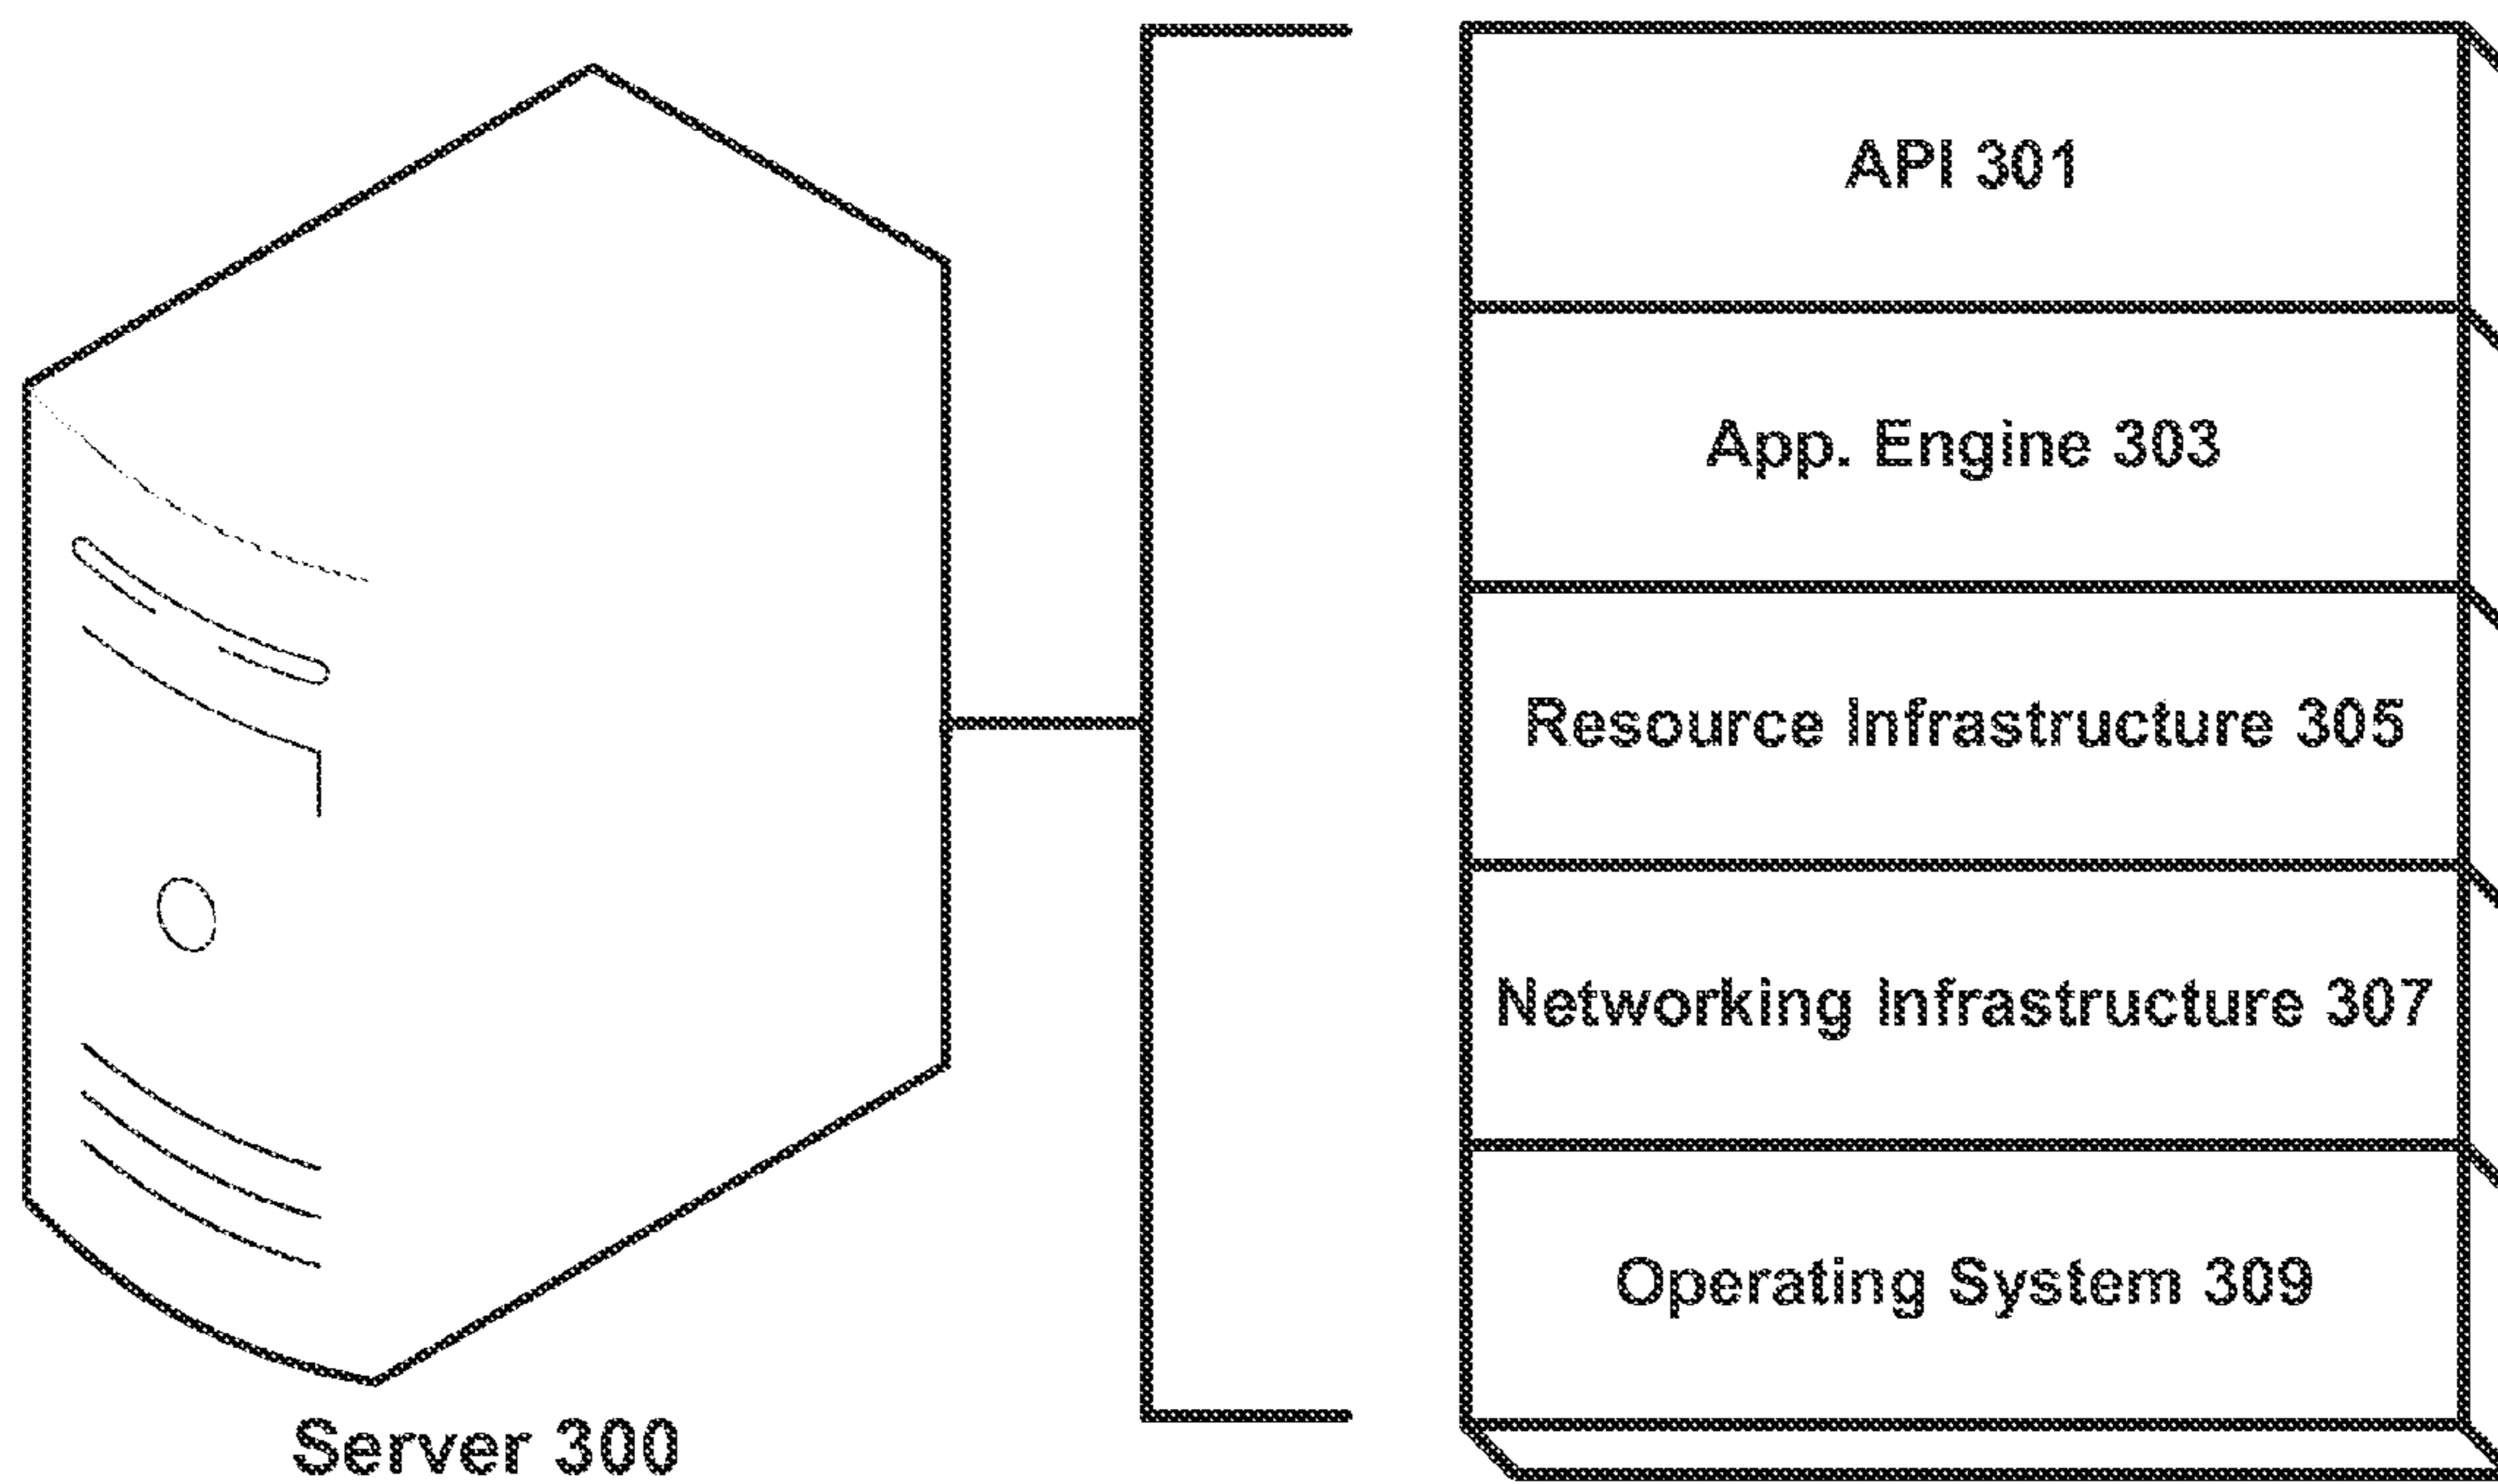 API 301
App. Engine 303
Resource Infrastructure 305
Networking Infrastructure 307
Operating System 309
Server 300